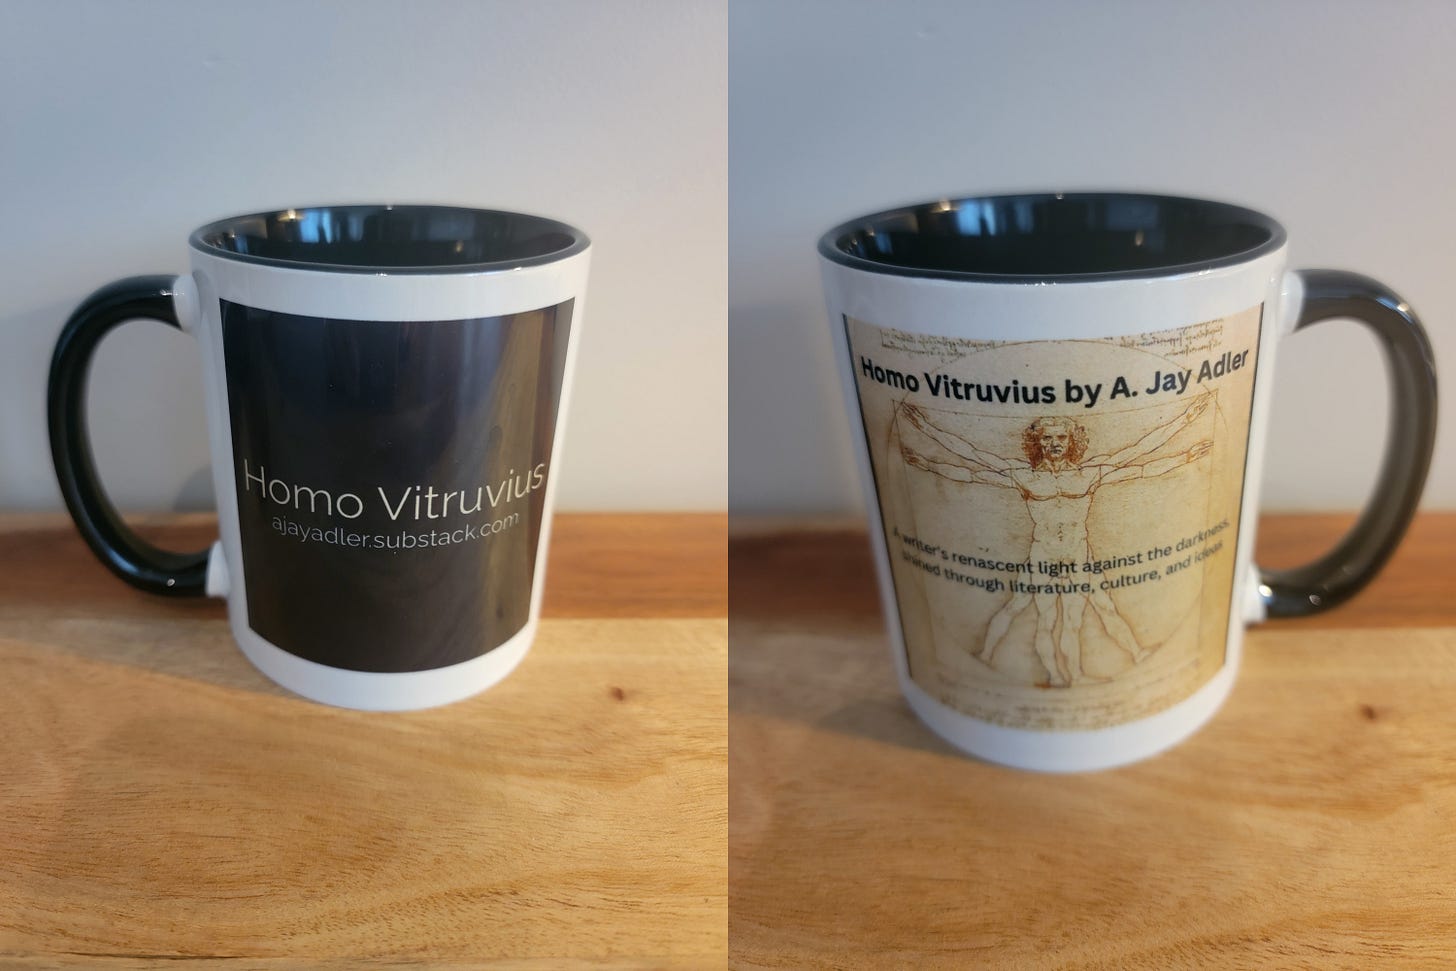 Homo Vitruvius
ajayadler.substack.com
Homo Vitruvius by A. Jay Adler
A writer's renascent light against the darkness,
shined through literature, culture, and ideas